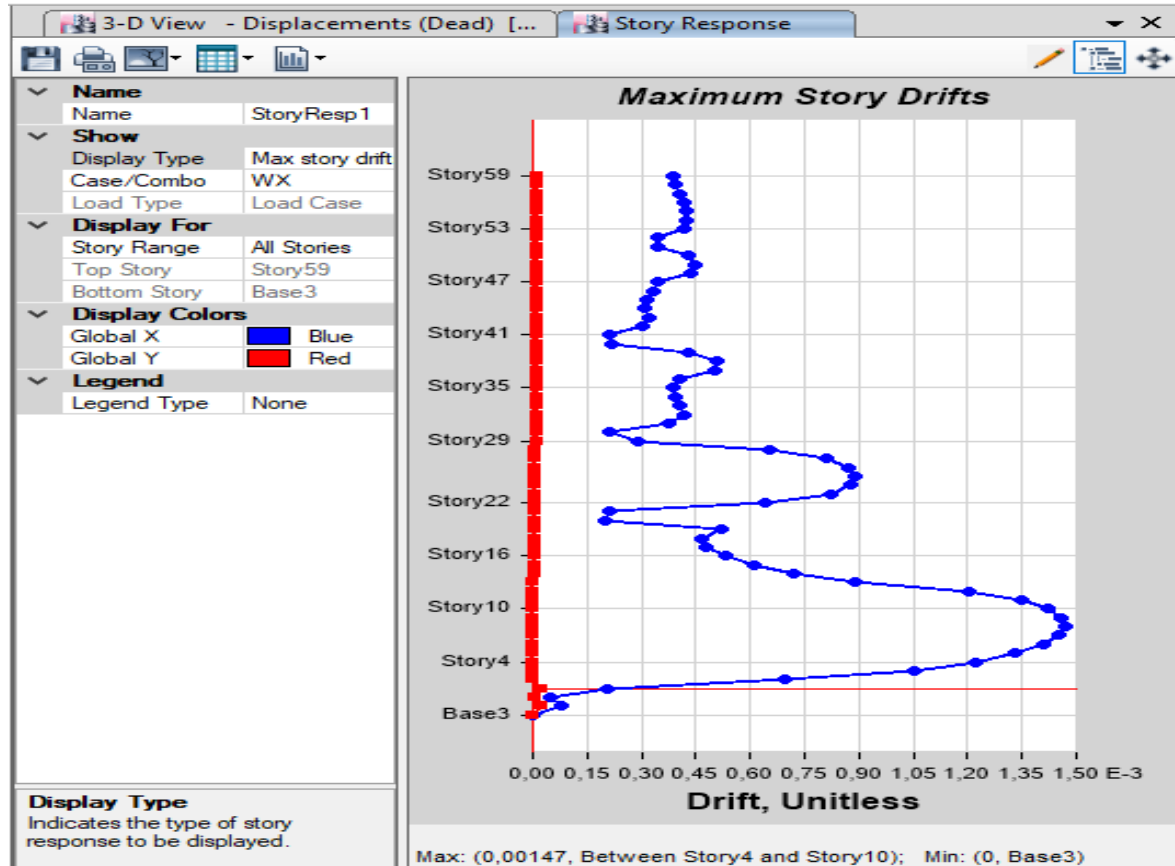 3-D View - Displacements (Dead) [...
Story Response
Name
Name StoryResp1
Show
Display Type Max story drift
Case/Combo WX
Load Type Load Case
Display For
Story Range All Stories
Top Story Story59
Bottom Story Base3
Display Colors
Global X Blue
Global Y Red
Legend
Legend Type None
Display Type
Indicates the type of story
response to be displayed.
Maximum Story Drifts
Story59
Story53
Story47
Story41
Story35
Story29
Story22
Story16
Story10
Story4
Base3
0,00 0,15 0,30 0,45 0,60 0,75 0,90 1,05 1,20 1,35 1,50 E-3
Drift, Unitless
Max: (0,00147, Between Story4 and Story10); Min: (0, Base3)